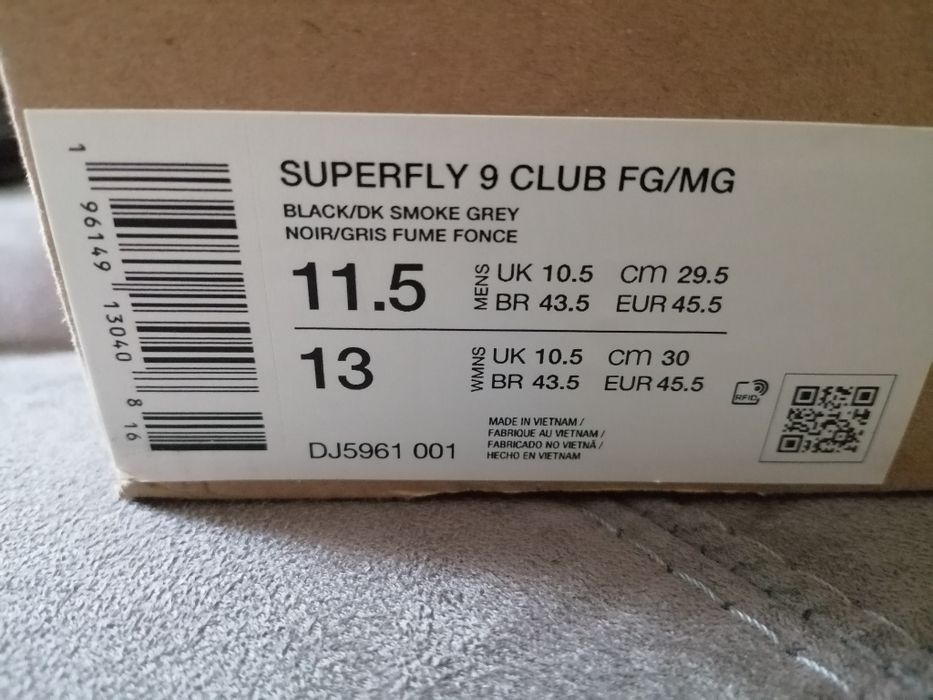 1 96149 13040 8 16
SUPERFLY 9 CLUB FG/MG
BLACK/DK SMOKE GREY
NOIR/GRIS FUME FONCE
11.5
MENS
UK 10.5 CM 29.5
BR 43.5 EUR 45.5
13
WMNS
UK 10.5 CM 30
BR 43.5 EUR 45.5
RFID
DJ5961 001
MADE IN VIETNAM /
FABRIQUE AU VIETNAM /
FABRICADO NO VIETNÃ /
HECHO EN VIETNAM